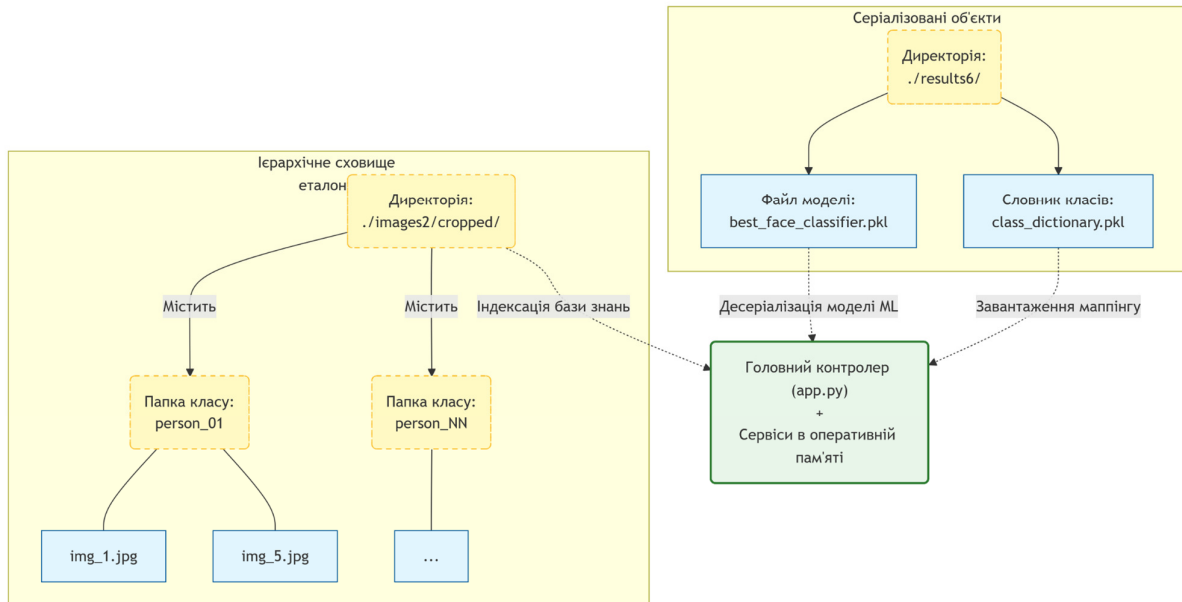 Серіалізовані об'єкти
Директорія:
./results6/
Файл моделі:
best_face_classifier.pkl
Словник класів:
class_dictionary.pkl
Ієрархічне сховище
еталон
Директорія:
./images2/cropped/
Містить
Містить
Індексація бази знань
Десеріалізація моделі ML
Завантаження маппінгу
Головний контролер
(app.py)
+
Сервіси в оперативній
пам'яті
Папка класу:
person_01
Папка класу:
person_NN
img_1.jpg
img_5.jpg
...